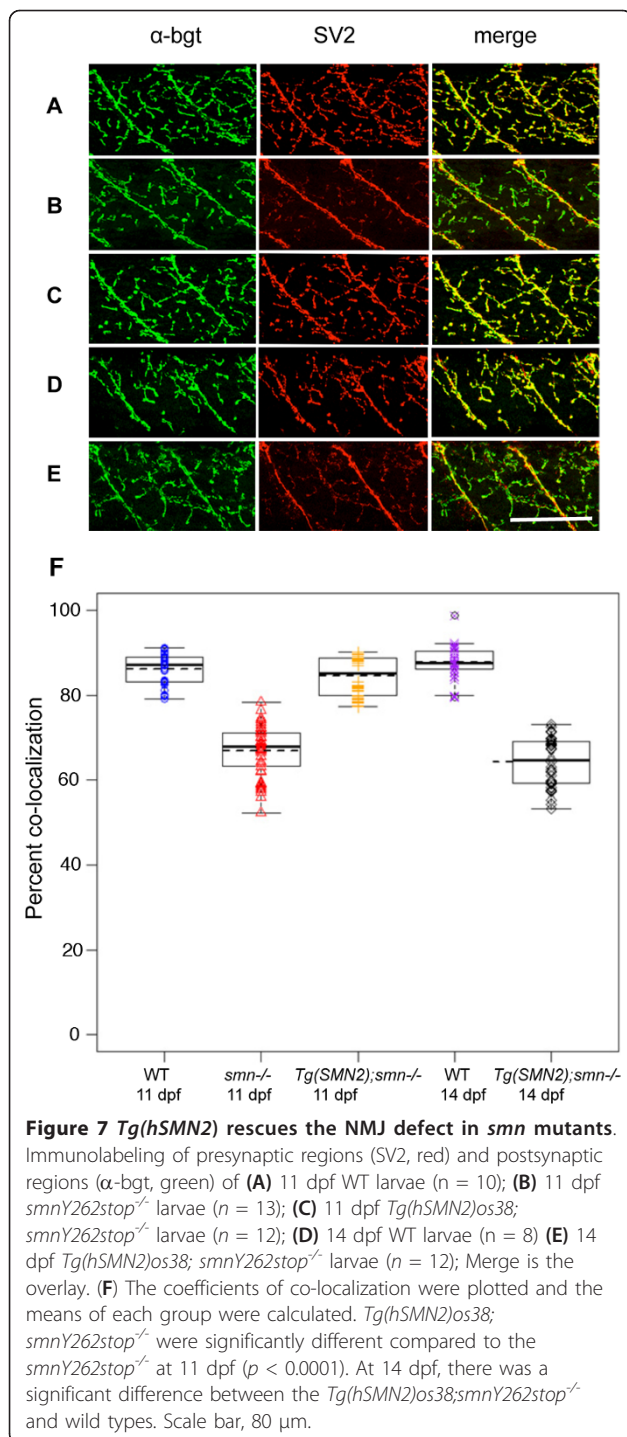 α-bgt SV2 merge
A
B
C
D
E
F
100
80
60
40
20
0
Percent co-localization
WT smn-/- Tg(SMN2);smn-/- WT Tg(SMN2);smn-/-
11 dpf 11 dpf 11 dpf 14 dpf 14 dpf
Figure 7 Tg(hSMN2) rescues the NMJ defect in smn mutants.
Immunolabeling of presynaptic regions (SV2, red) and postsynaptic
regions (α-bgt, green) of (A) 11 dpf WT larvae (n = 10); (B) 11 dpf
smnY262stop-/- larvae (n = 13); (C) 11 dpf Tg(hSMN2)os38;
smnY262stop-/- larvae (n = 12); (D) 14 dpf WT larvae (n = 8) (E) 14
dpf Tg(hSMN2)os38; smnY262stop-/- larvae (n = 12); Merge is the
overlay. (F) The coefficients of co-localization were plotted and the
means of each group were calculated. Tg(hSMN2)os38;
smnY262stop-/- were significantly different compared to the
smnY262stop-/- at 11 dpf (p < 0.0001). At 14 dpf, there was a
significant difference between the Tg(hSMN2)os38;smnY262stop-/-
and wild types. Scale bar, 80 μm.